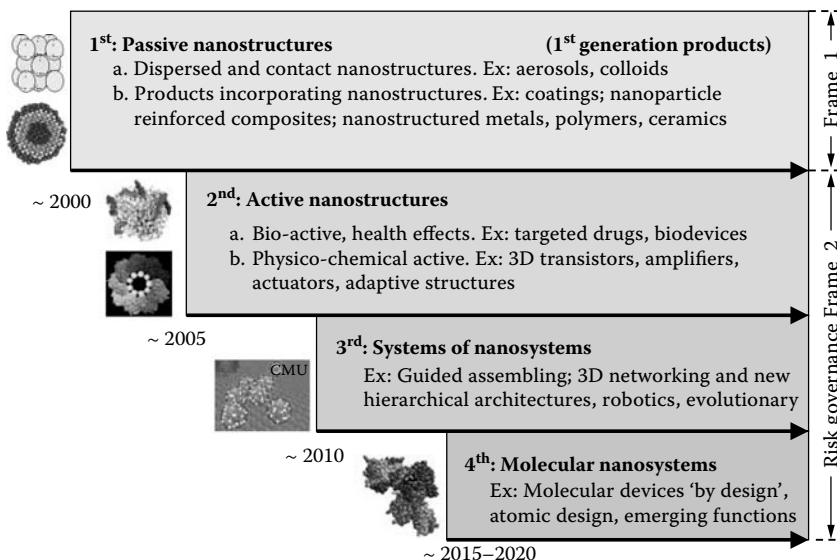 1st: Passive nanostructures (1st generation products)
a. Dispersed and contact nanostructures. Ex: aerosols, colloids
b. Products incorporating nanostructures. Ex: coatings; nanoparticle
reinforced composites; nanostructured metals, polymers, ceramics
Frame 1
~ 2000
2nd: Active nanostructures
a. Bio-active, health effects. Ex: targeted drugs, biodevices
b. Physico-chemical active. Ex: 3D transistors, amplifiers,
actuators, adaptive structures
~ 2005
CMU
3rd: Systems of nanosystems
Ex: Guided assembling; 3D networking and new
hierarchical architectures, robotics, evolutionary
~ 2010
4th: Molecular nanosystems
Ex: Molecular devices ‘by design’,
atomic design, emerging functions
~ 2015–2020
Risk governance Frame 2